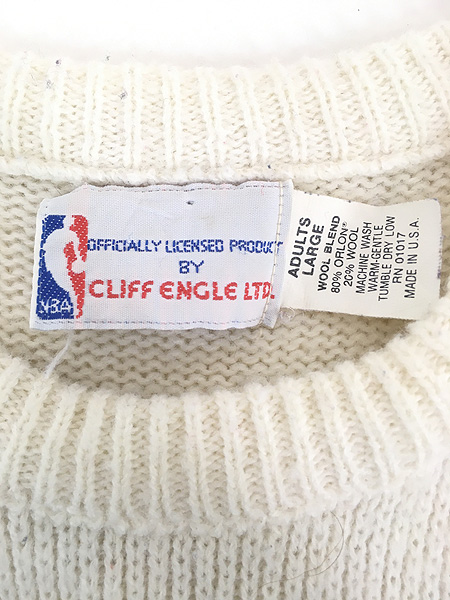 NBA
OFFICIALLY LICENSED PRODUCT
BY
CLIFF ENGLE LTD.
ADULTS
LARGE
WOOL BLEND
80% ORLON®
20% WOOL
MACHINE WASH
WARM-GENTLE
TUMBLE DRY LOW
RN 01017
MADE IN U.S.A.